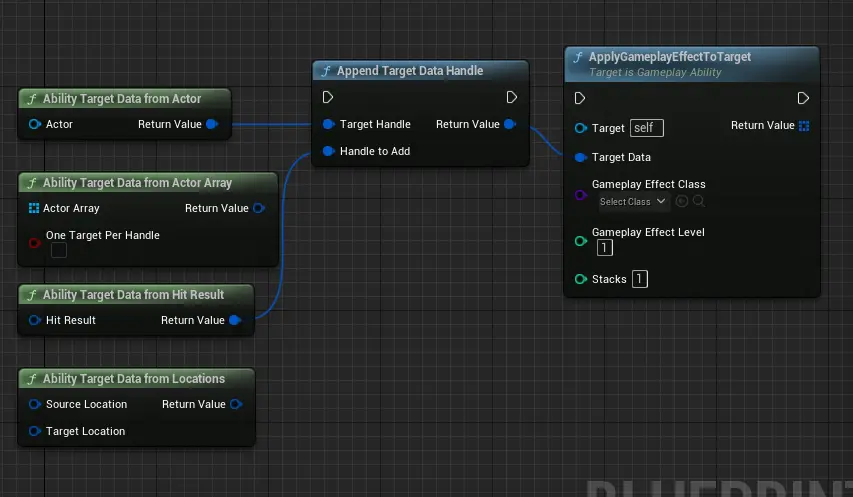 ApplyGameplayEffectToTarget
Target is Gameplay Ability
Append Target Data Handle
Ability Target Data from Actor
Actor
Return Value
Target Handle
Return Value
Handle to Add
Target
self
Return Value
Target Data
Gameplay Effect Class
Select Class
Gameplay Effect Level
1
Stacks
1
Ability Target Data from Actor Array
Actor Array
Return Value
One Target Per Handle
Ability Target Data from Hit Result
Hit Result
Return Value
Ability Target Data from Locations
Source Location
Return Value
Target Location
BLUEPRINT